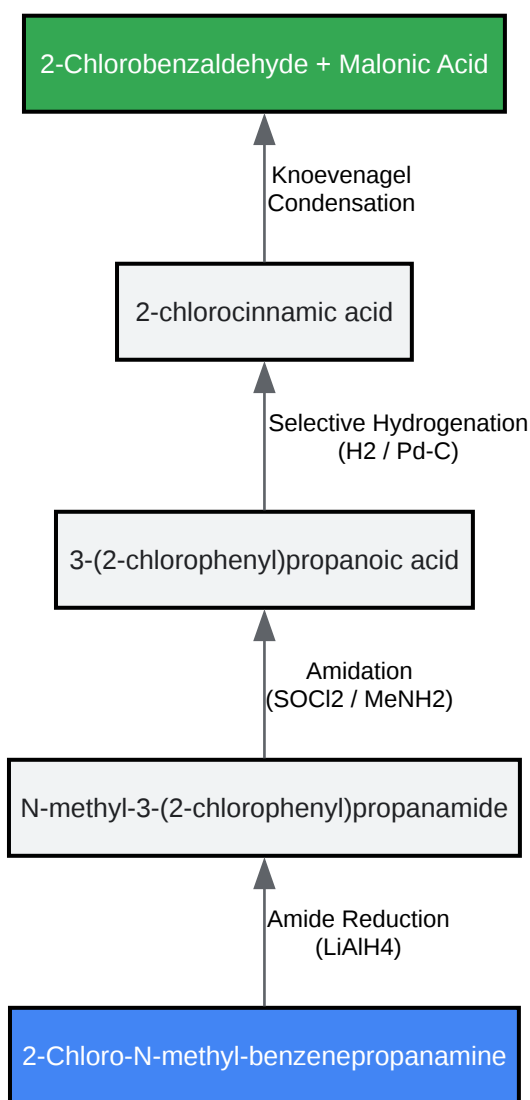 2-Chlorobenzaldehyde + Malonic Acid
Knoevenagel
Condensation
2-chlorocinnamic acid
Selective Hydrogenation
(H2 / Pd-C)
3-(2-chlorophenyl)propanoic acid
Amidation
(SOCl2 / MeNH2)
N-methyl-3-(2-chlorophenyl)propanamide
Amide Reduction
(LiAlH4)
2-Chloro-N-methyl-benzenepropanamine